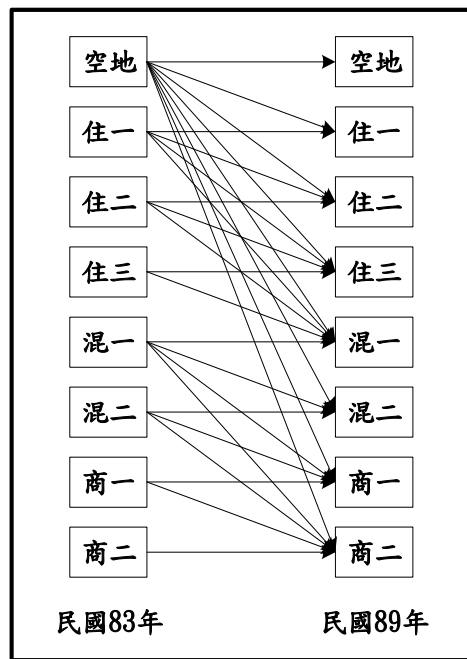 空地 空地
住一 住一
住二 住二
住三 住三
混一 混一
混二 混二
商一 商一
商二 商二
民國83年 民國89年